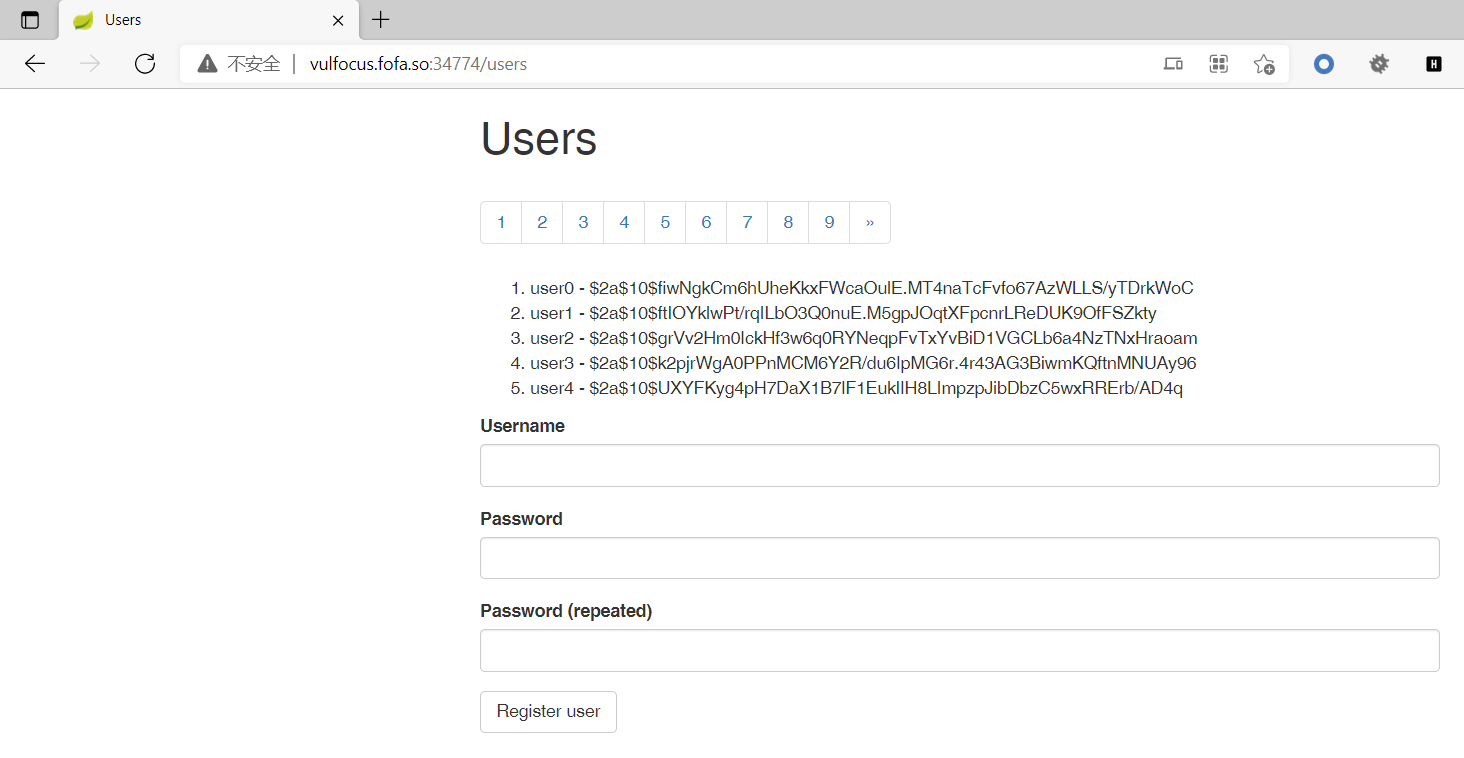 Users
不安全 | vulfocus.fofa.so:34774/users
Users
1 2 3 4 5 6 7 8 9 »
1. user0 - $2a$10$fiwNgkCm6hUheKkxFWcaOulE.MT4naTcFvfo67AzWLLS/yTDrkWoC
2. user1 - $2a$10$ftIOYklwPt/rqILbO3Q0nuE.M5gpJOqtXFpcnrLReDUK9OfFSZkty
3. user2 - $2a$10$grVv2Hm0IckHf3w6q0RYNeqpFvTxYvBiD1VGCLb6a4NzTNxHraoam
4. user3 - $2a$10$k2pjrWgA0PPnMCM6Y2R/du6IpMG6r.4r43AG3BiwmKQftnMNUAy96
5. user4 - $2a$10$UXYFKyg4pH7DaX1B7lF1EukIIH8LImpzpJibDbzC5wxRRErb/AD4q
Username
Password
Password (repeated)
Register user